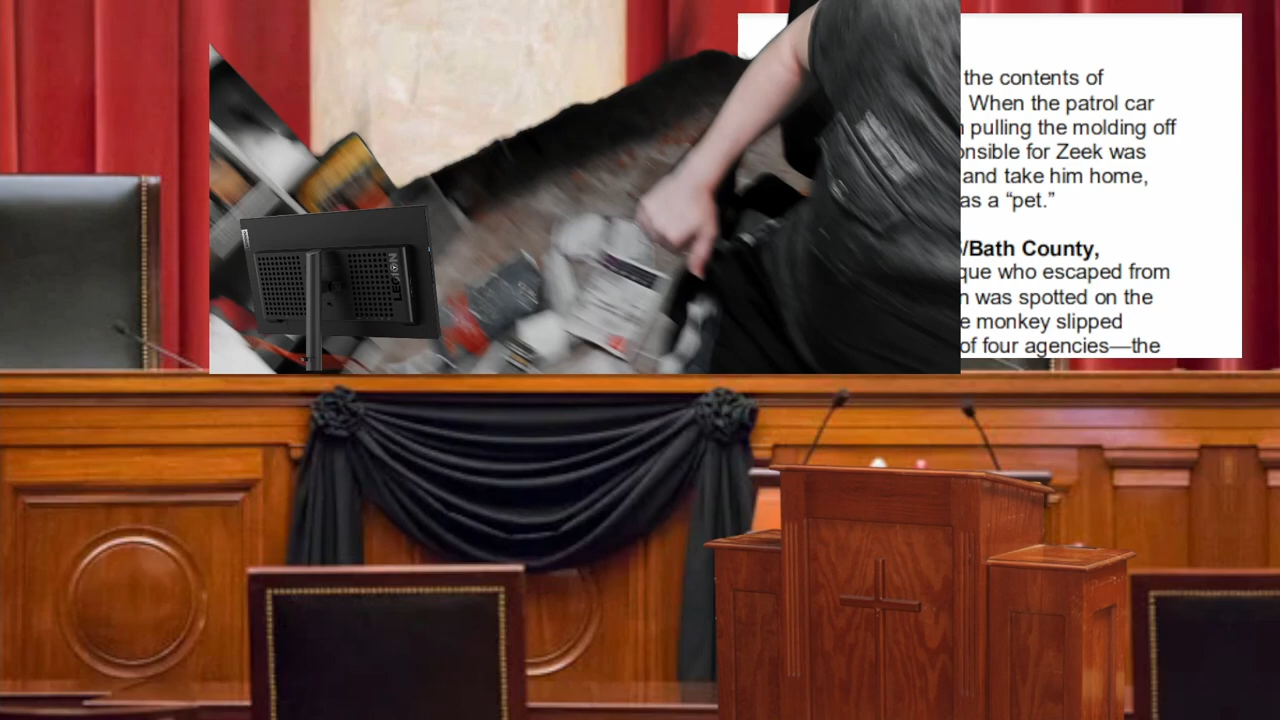 LEGION
the contents of
When the patrol car
pulling the molding off
onsible for Zeek was
and take him home,
as a “pet.”
/Bath County,
que who escaped from
was spotted on the
e monkey slipped
of four agencies—the